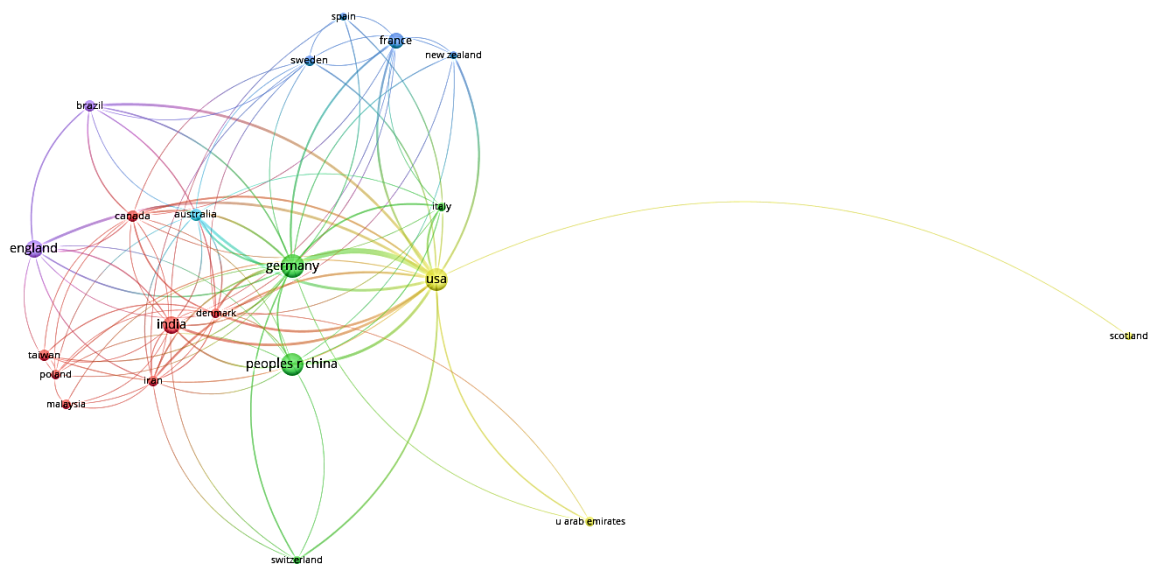 spain
france
sweden
new zealand
brazil
canada
australia
italy
england
germany
usa
denmark
india
scotland
taiwan
peoples r china
poland
iran
malaysia
u arab emirates
switzerland